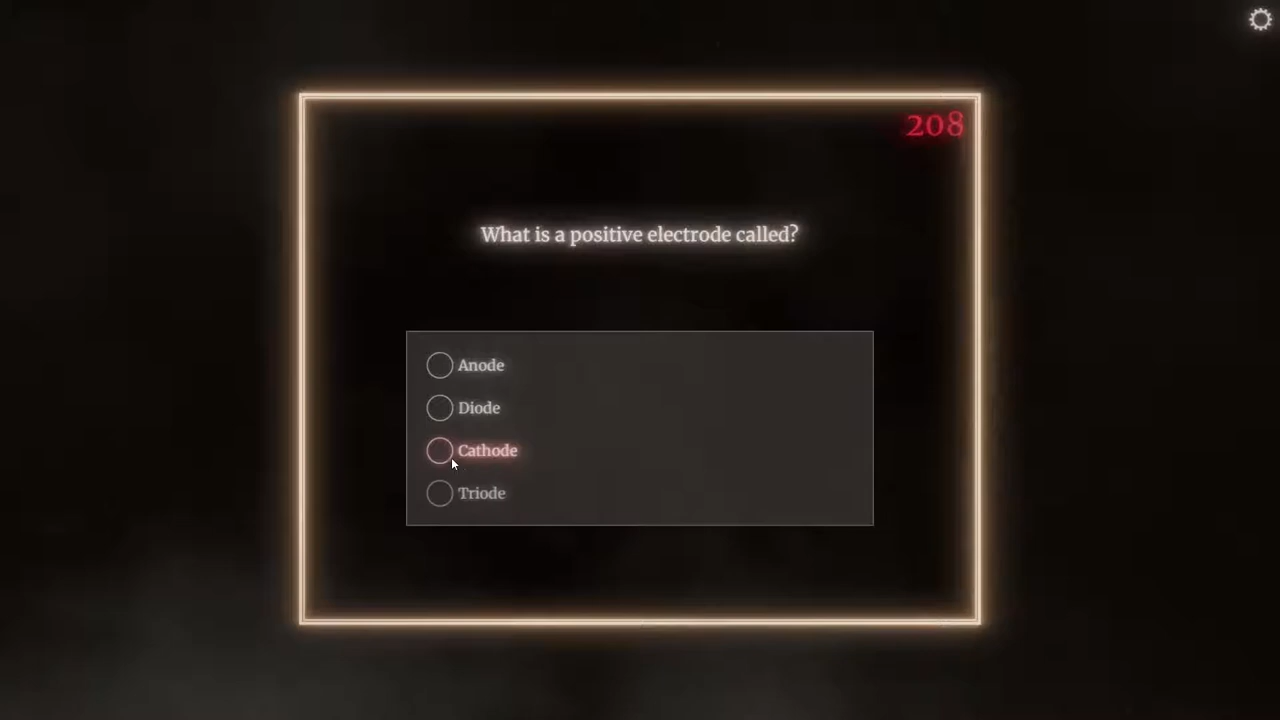 208
What is a positive electrode called?
Anode
Diode
Cathode
Triode